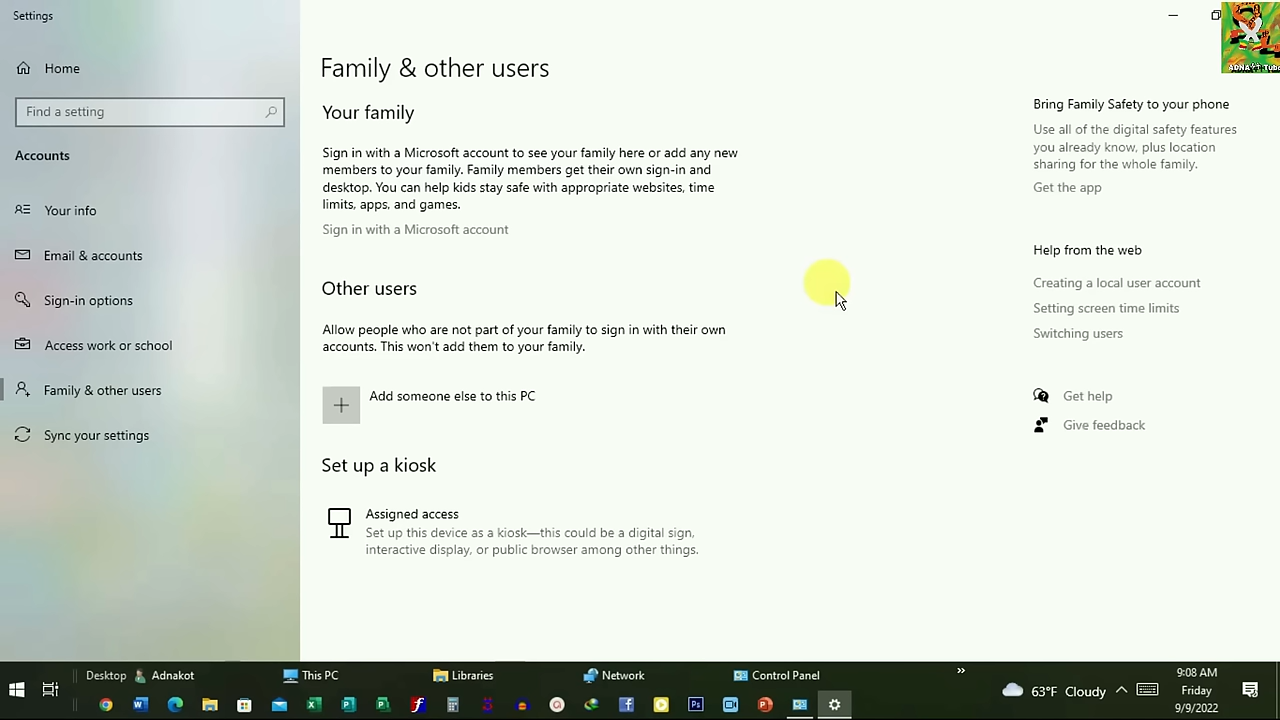 Settings
Home
Find a setting
Accounts
Your info
Email & accounts
Sign-in options
Access work or school
Family & other users
Sync your settings
Family & other users
Your family
Sign in with a Microsoft account to see your family here or add any new
members to your family. Family members get their own sign-in and
desktop. You can help kids stay safe with appropriate websites, time
limits, apps, and games.
Sign in with a Microsoft account
Other users
Allow people who are not part of your family to sign in with their own
accounts. This won't add them to your family.
Add someone else to this PC
Set up a kiosk
Assigned access
Set up this device as a kiosk—this could be a digital sign,
interactive display, or public browser among other things.
Bring Family Safety to your phone
Use all of the digital safety features
you already know, plus location
sharing for the whole family.
Get the app
Help from the web
Creating a local user account
Setting screen time limits
Switching users
Get help
Give feedback
Desktop
Adnakot
This PC
Libraries
Network
Control Panel
63°F Cloudy
9:08 AM
Friday
9/9/2022